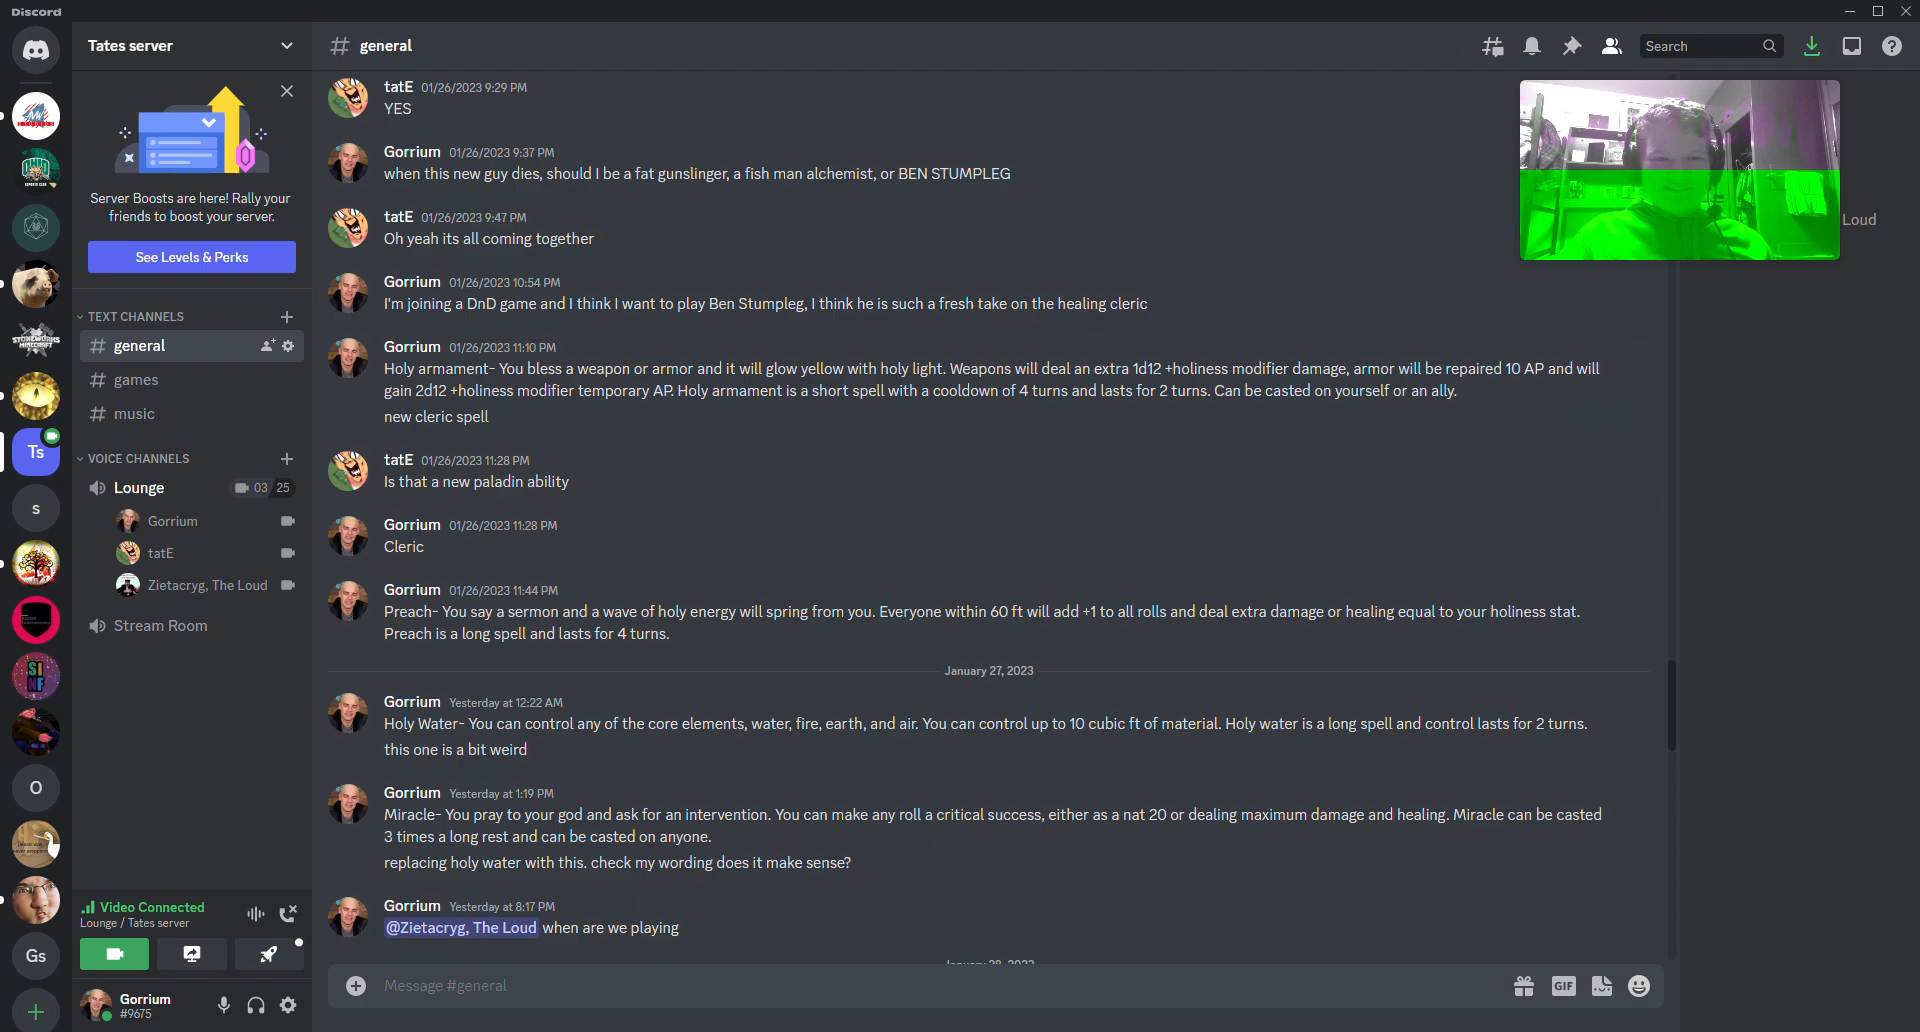 Discord
Tates server
general
Search
Server Boosts are here! Rally your
friends to boost your server.
See Levels & Perks
TEXT CHANNELS
general
games
music
VOICE CHANNELS
Lounge
03 25
Gorrium
tatE
Zietacryg, The Loud
Stream Room
Ts
s
O
Gs
Video Connected
Lounge / Tates server
Gorrium
#9675
tatE 01/26/2023 9:29 PM
YES
Gorrium 01/26/2023 9:37 PM
when this new guy dies, should I be a fat gunslinger, a fish man alchemist, or BEN STUMPLEG
tatE 01/26/2023 9:47 PM
Oh yeah its all coming together
Gorrium 01/26/2023 10:54 PM
I'm joining a DnD game and I think I want to play Ben Stumpleg, I think he is such a fresh take on the healing cleric
Gorrium 01/26/2023 11:10 PM
Holy armament- You bless a weapon or armor and it will glow yellow with holy light. Weapons will deal an extra 1d12 +holiness modifier damage, armor will be repaired 10 AP and will
gain 2d12 +holiness modifier temporary AP. Holy armament is a short spell with a cooldown of 4 turns and lasts for 2 turns. Can be casted on yourself or an ally.
new cleric spell
tatE 01/26/2023 11:28 PM
Is that a new paladin ability
Gorrium 01/26/2023 11:28 PM
Cleric
Gorrium 01/26/2023 11:44 PM
Preach- You say a sermon and a wave of holy energy will spring from you. Everyone within 60 ft will add +1 to all rolls and deal extra damage or healing equal to your holiness stat.
Preach is a long spell and lasts for 4 turns.
January 27, 2023
Gorrium Yesterday at 12:22 AM
Holy Water- You can control any of the core elements, water, fire, earth, and air. You can control up to 10 cubic ft of material. Holy water is a long spell and control lasts for 2 turns.
this one is a bit weird
Gorrium Yesterday at 1:19 PM
Miracle- You pray to your god and ask for an intervention. You can make any roll a critical success, either as a nat 20 or dealing maximum damage and healing. Miracle can be casted
3 times a long rest and can be casted on anyone.
replacing holy water with this. check my wording does it make sense?
Gorrium Yesterday at 8:17 PM
@Zietacryg, The Loud when are we playing
January 28, 2023
Message #general
GIF
Loud